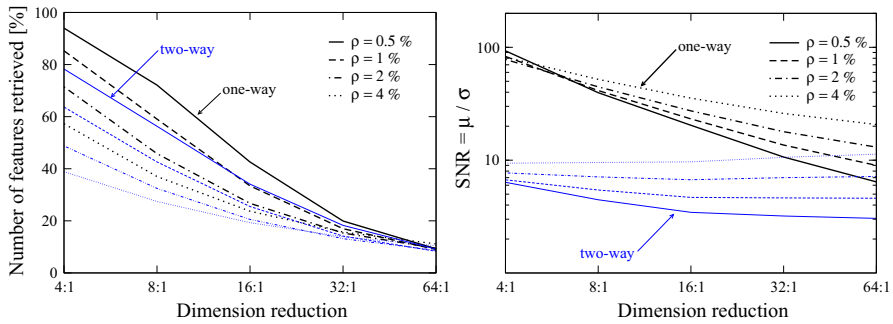 Number of features retrieved [%]
100
80
60
40
20
0
two-way
one-way
ρ = 0.5 %
ρ = 1 %
ρ = 2 %
ρ = 4 %
4:1 8:1 16:1 32:1 64:1
Dimension reduction
SNR = μ / σ
100
10
1
one-way
two-way
ρ = 0.5 %
ρ = 1 %
ρ = 2 %
ρ = 4 %
4:1 8:1 16:1 32:1 64:1
Dimension reduction